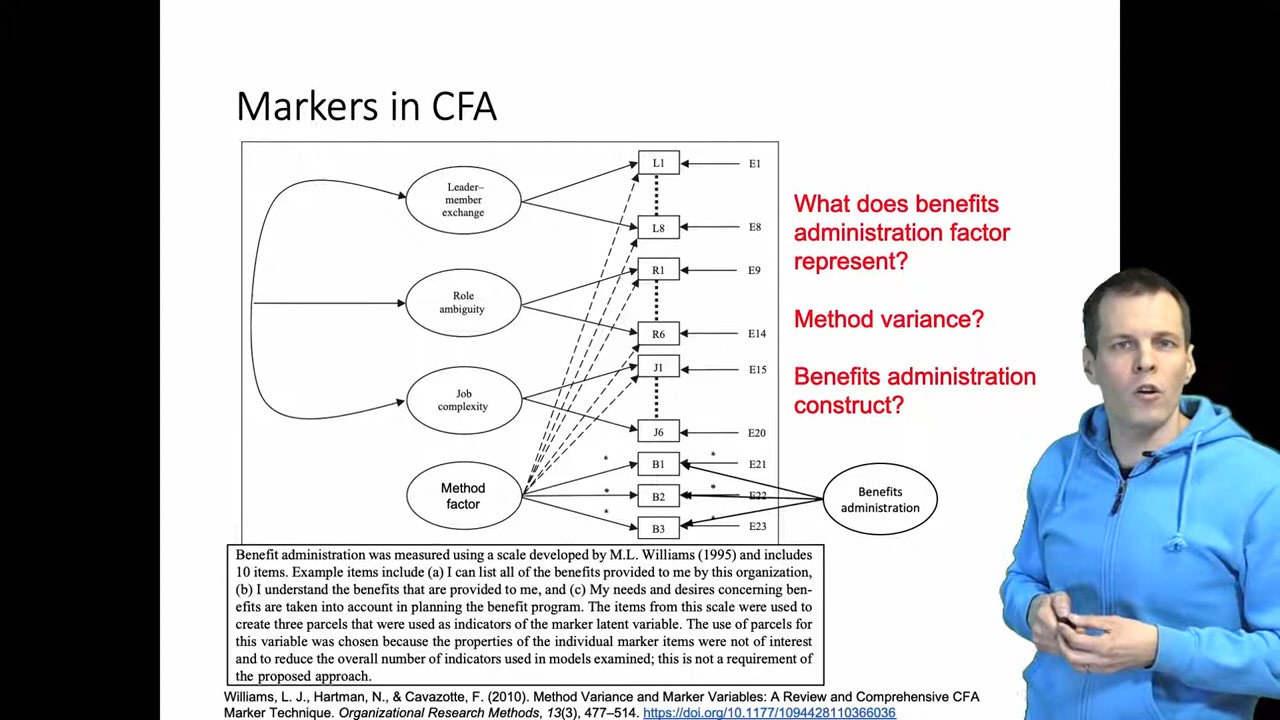 Markers in CFA
Leader–
member
exchange
Role
ambiguity
Job
complexity
Method
factor
L1
L8
R1
R6
J1
J6
* B1 *
* B2 *
* B3 *
E1
E8
E9
E14
E15
E20
E21
E22
E23
What does benefits
administration factor
represent?
Method variance?
Benefits administration
construct?
Benefits
administration
Benefit administration was measured using a scale developed by M.L. Williams (1995) and includes
10 items. Example items include (a) I can list all of the benefits provided to me by this organization,
(b) I understand the benefits that are provided to me, and (c) My needs and desires concerning ben-
efits are taken into account in planning the benefit program. The items from this scale were used to
create three parcels that were used as indicators of the marker latent variable. The use of parcels for
this variable was chosen because the properties of the individual marker items were not of interest
and to reduce the overall number of indicators used in models examined; this is not a requirement of
the proposed approach.
Williams, L. J., Hartman, N., & Cavazotte, F. (2010). Method Variance and Marker Variables: A Review and Comprehensive CFA
Marker Technique. Organizational Research Methods, 13(3), 477–514. https://doi.org/10.1177/1094428110366036